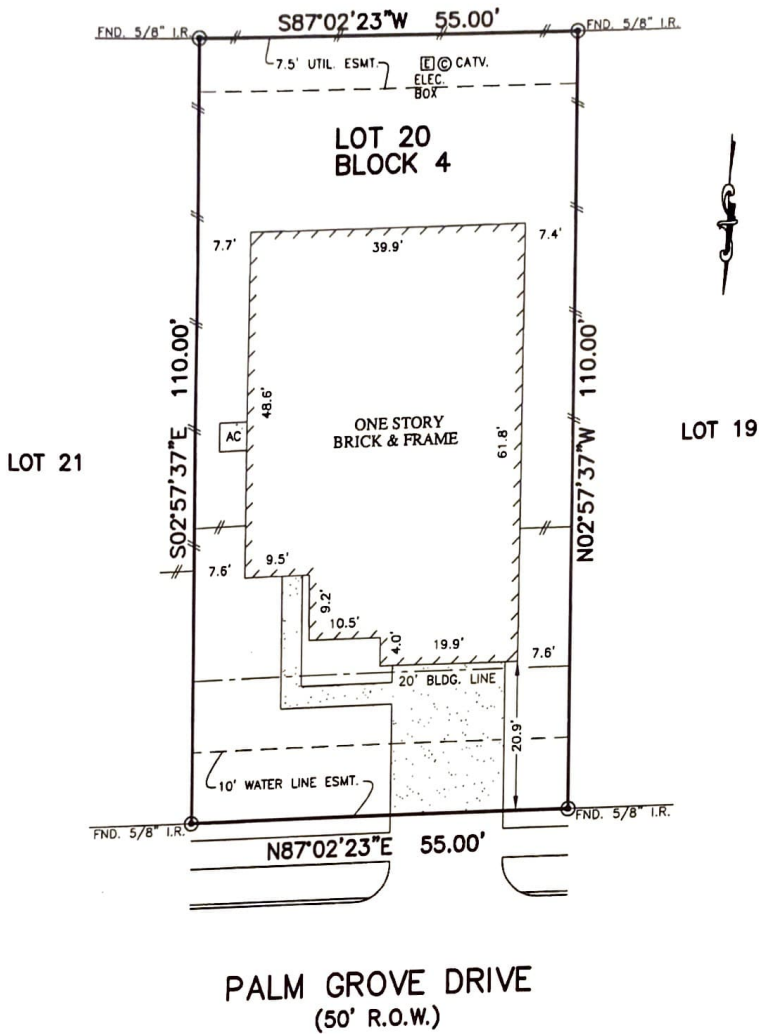 S87°02'23"W 55.00'
FND. 5/8" I.R.
FND. 5/8" I.R.
7.5' UTIL. ESMT.
E C CATV.
ELEC.
BOX
LOT 20
BLOCK 4
7.7'
39.9'
7.4'
S02°57'37"E 110.00'
48.6'
AC
ONE STORY
BRICK & FRAME
61.8'
N02°57'37"W 110.00'
LOT 21
LOT 19
7.6'
9.5'
9.2'
10.5'
4.0'
19.9'
7.6'
20' BLDG. LINE
20.9'
10' WATER LINE ESMT.
FND. 5/8" I.R.
FND. 5/8" I.R.
N87°02'23"E 55.00'
PALM GROVE DRIVE
(50' R.O.W.)